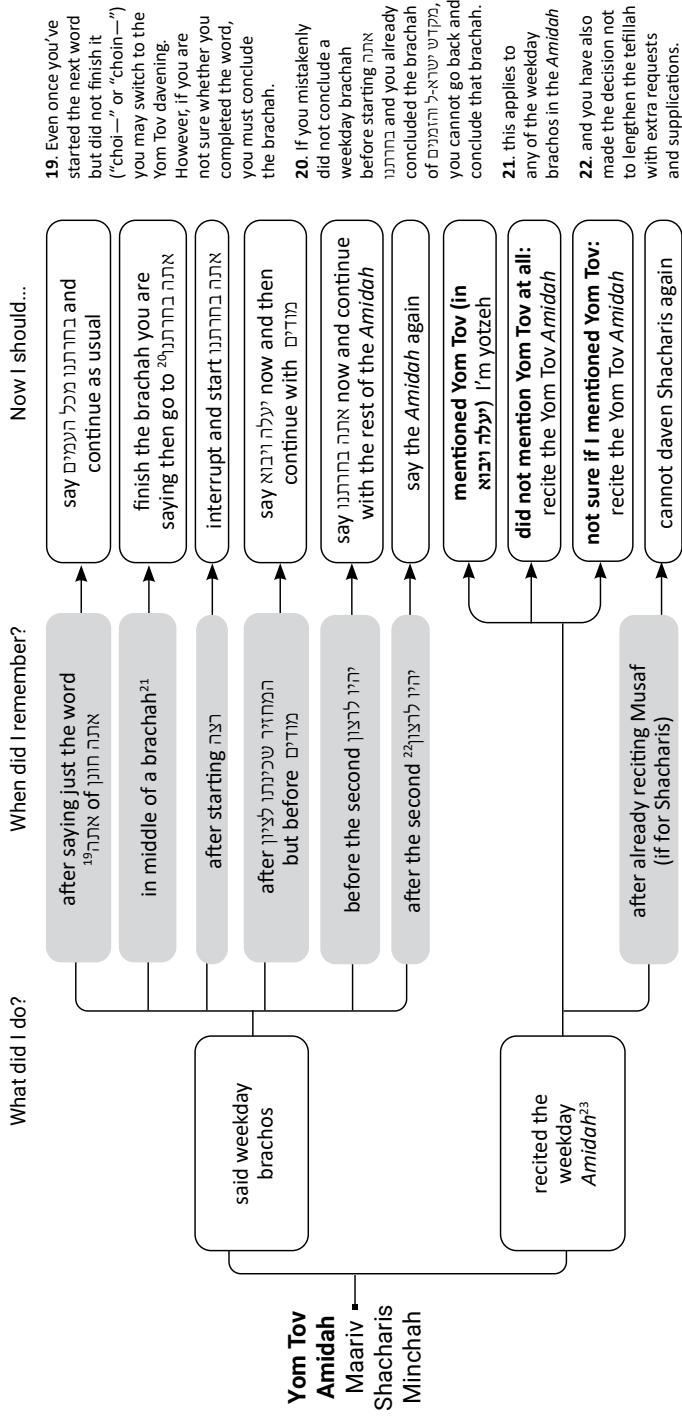 What did I do?
When did I remember?
Now I should...
Yom Tov
Amidah
Maariv
Shacharis
Minchah
said weekday
brachos
after saying just the word
אתה of אתה חונן19
say בחרתנו מכל העמים and
continue as usual
in middle of a brachah21
finish the brachah you are
saying then go to אתה בחרתנו20
after starting רצה
interrupt and start אתה בחרתנו
after המחזיר שכינתו לציון
but before מודים
say יעלה ויבוא now and then
continue with מודים
before the second יהיו לרצון
say אתה בחרתנו now and continue
with the rest of the Amidah
after the second יהיו לרצון22
say the Amidah again
recited the
weekday
Amidah23
mentioned Yom Tov (in
יעלה ויבוא) I’m yotzeh
did not mention Yom Tov at all:
recite the Yom Tov Amidah
not sure if I mentioned Yom Tov:
recite the Yom Tov Amidah
after already reciting Musaf
(if for Shacharis)
cannot daven Shacharis again
19. Even once you’ve
started the next word
but did not finish it
(“choi—” or “choin—”)
you may switch to the
Yom Tov davening.
However, if you are
not sure whether you
completed the word,
you must conclude
the brachah.
20. If you mistakenly
did not conclude a
weekday brachah
before starting אתה
בחרתנו and you already
concluded the brachah
of מקדש ישרא-ל והזמנים,
you cannot go back and
conclude that brachah.
21. this applies to
any of the weekday
brachos in the Amidah
22. and you have also
made the decision not
to lengthen the tefillah
with extra requests
and supplications.